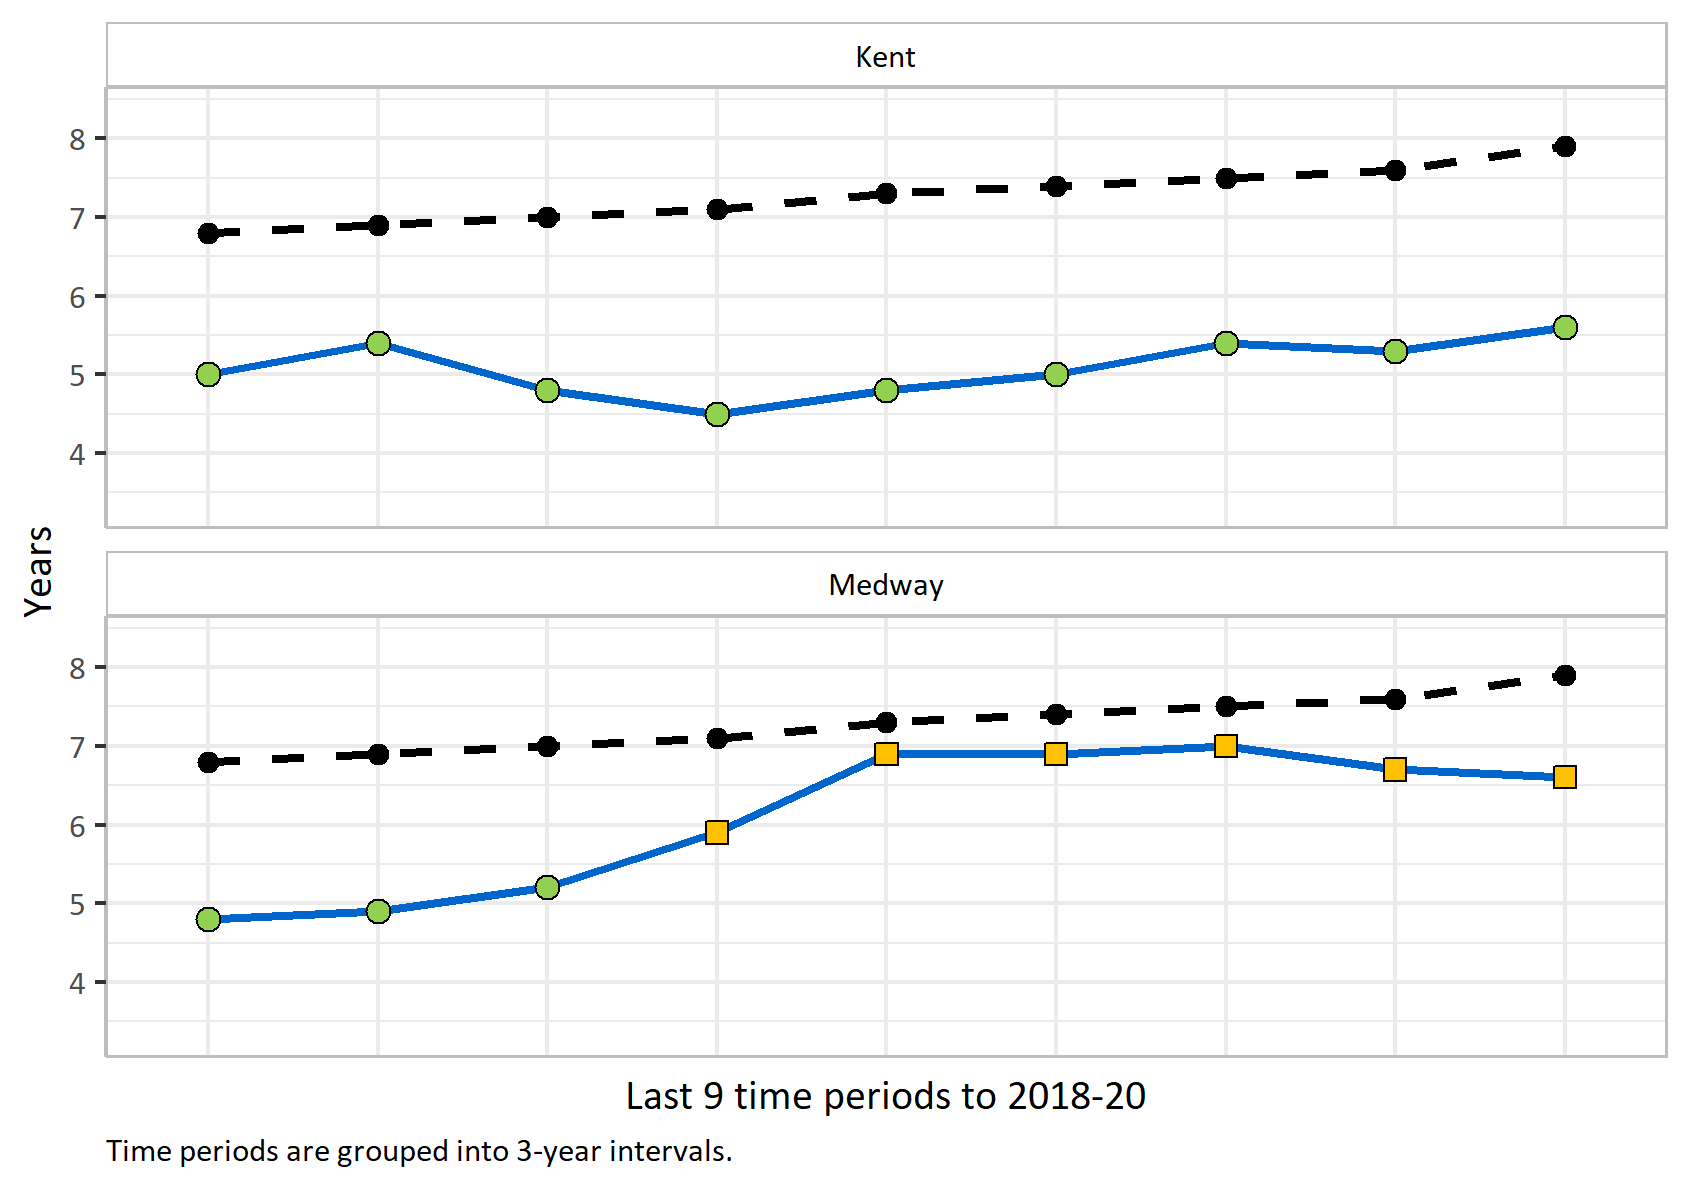 Kent
8
7
6
5
4
Years
Medway
8
7
6
5
4
Last 9 time periods to 2018-20
Time periods are grouped into 3-year intervals.